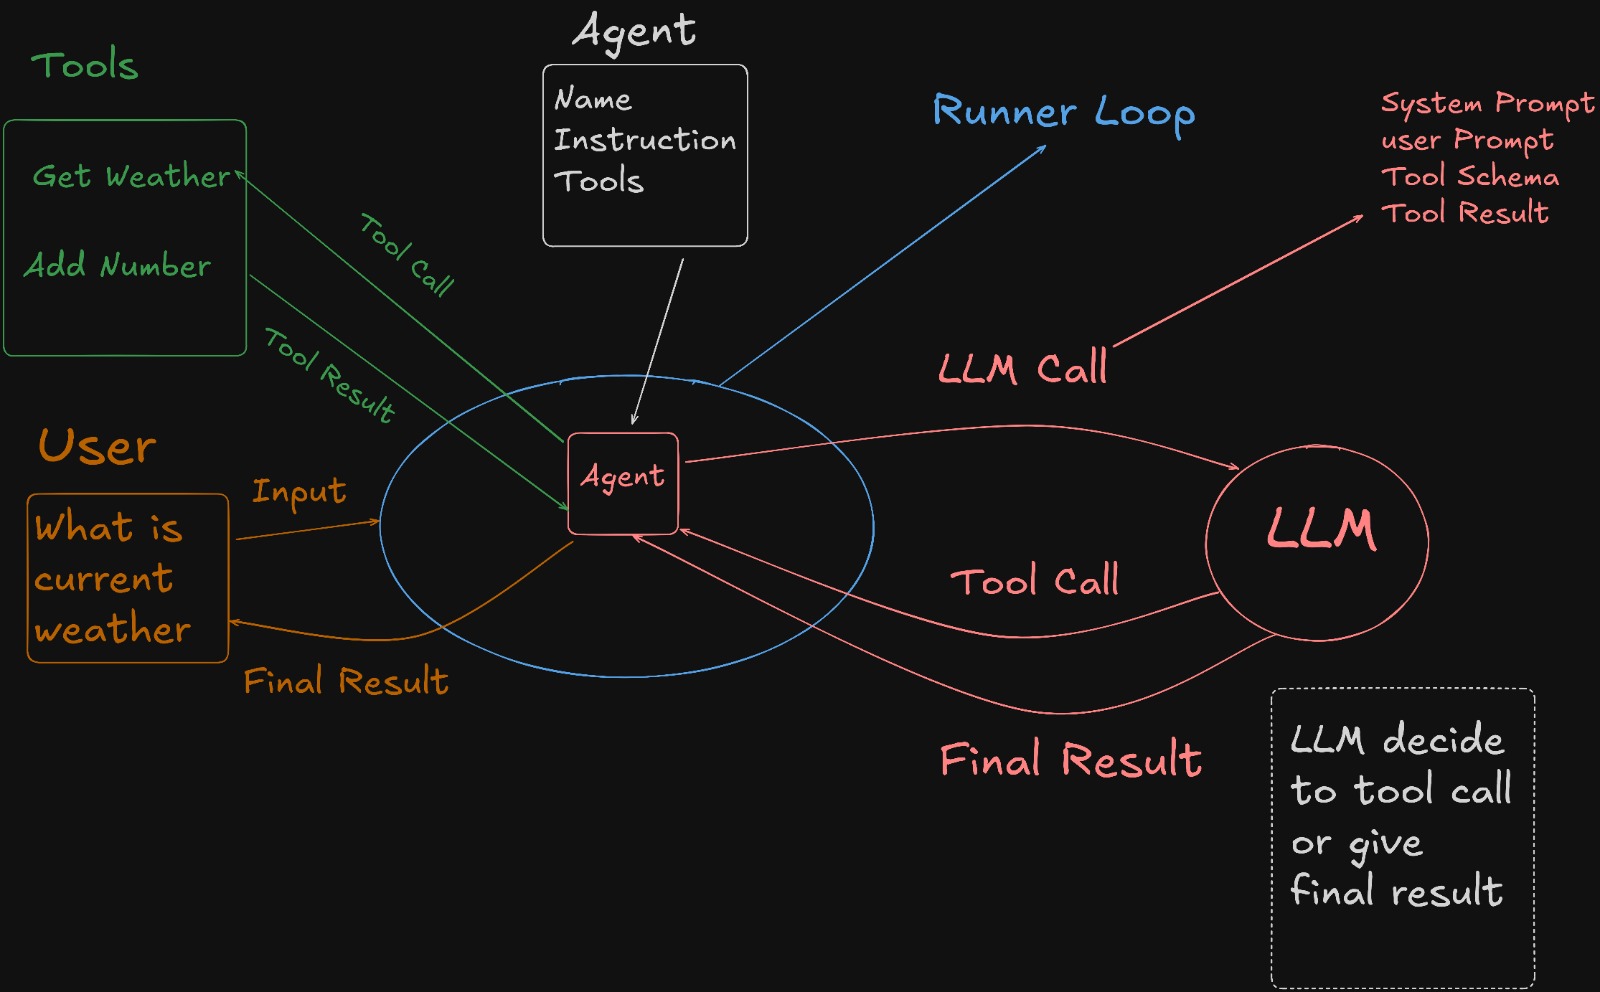 Agent
Tools
Name
Instruction
Tools
Runner Loop
System Prompt
user Prompt
Tool Schema
Tool Result
Get Weather
Add Number
Tool Call
Tool Result
LLM Call
User
Input
What is
current
weather
Final Result
Agent
LLM
Tool Call
Final Result
LLM decide
to tool call
or give
final result